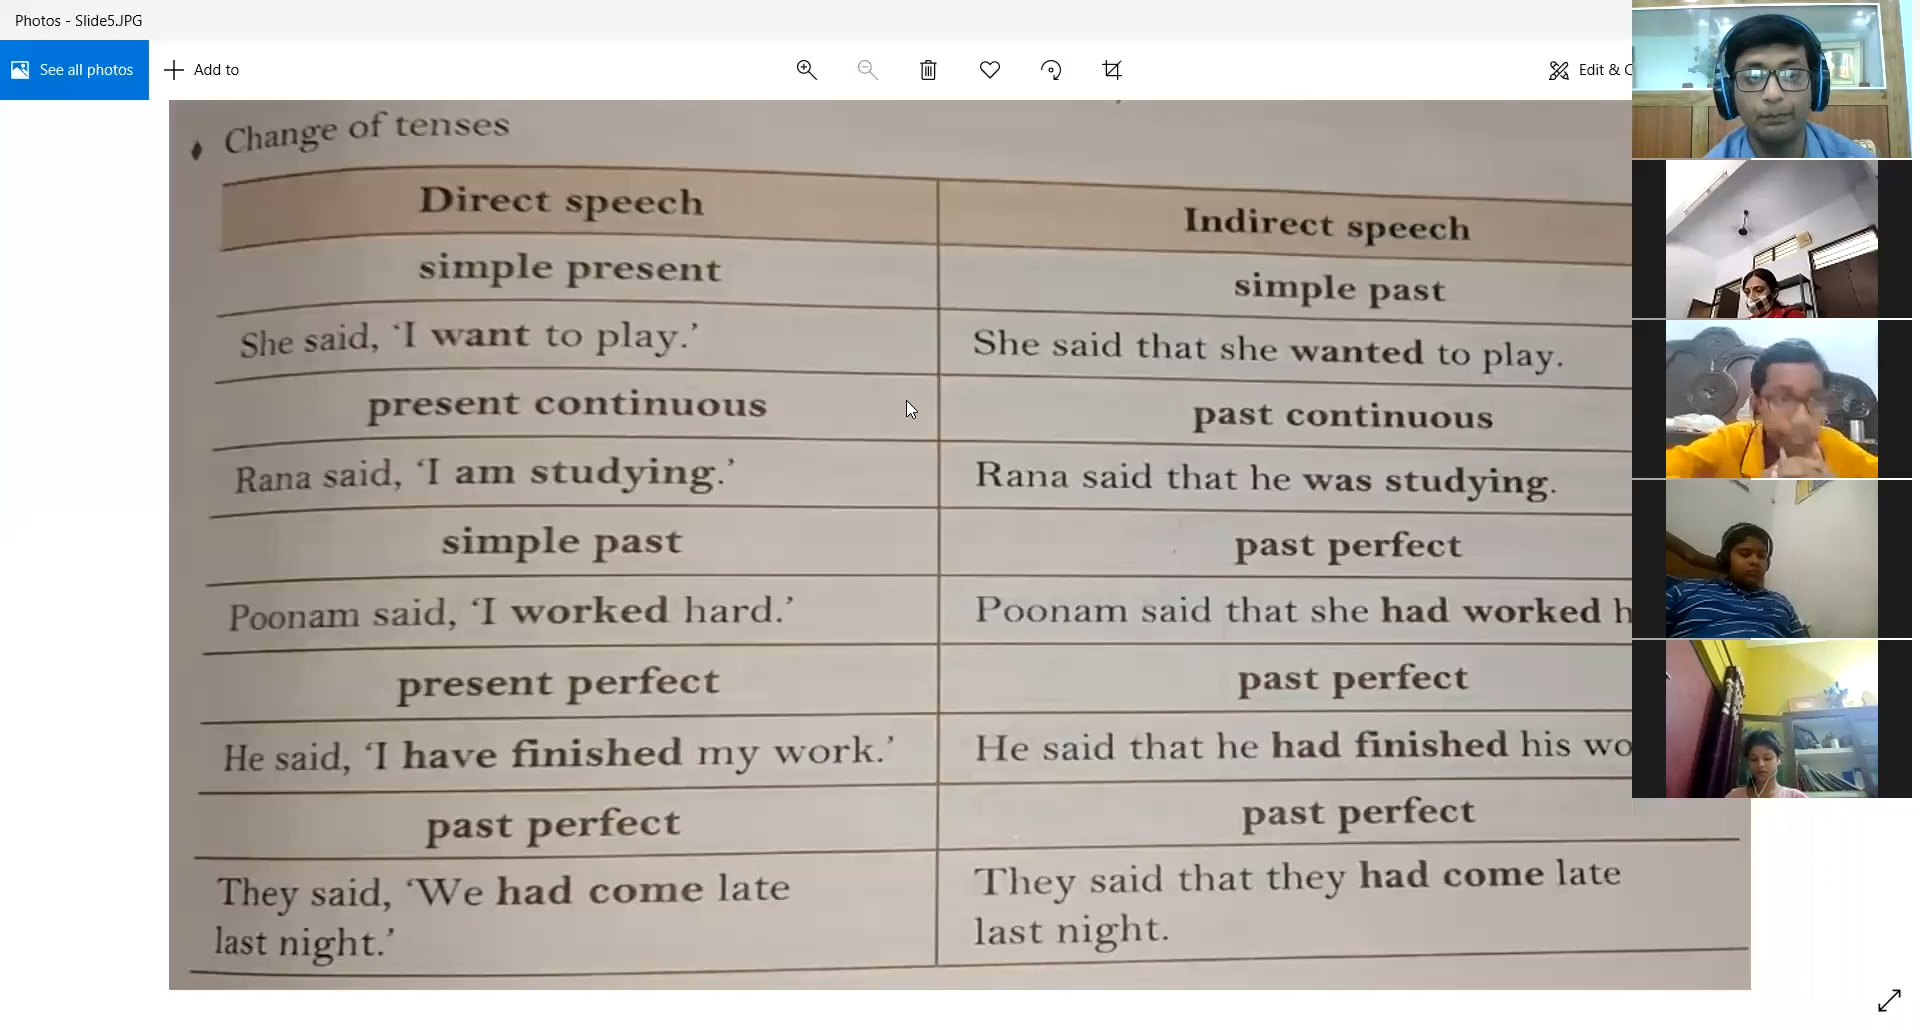 Photos - Slide5.JPG
See all photos
Add to
Edit & C
Change of tenses
Direct speech
Indirect speech
simple present
simple past
She said, ‘I want to play.’
She said that she wanted to play.
present continuous
past continuous
Rana said, ‘I am studying.’
Rana said that he was studying.
simple past
past perfect
Poonam said, ‘I worked hard.’
Poonam said that she had worked h
present perfect
past perfect
He said, ‘I have finished my work.’
He said that he had finished his wo
past perfect
past perfect
They said, ‘We had come late
last night.’
They said that they had come late
last night.